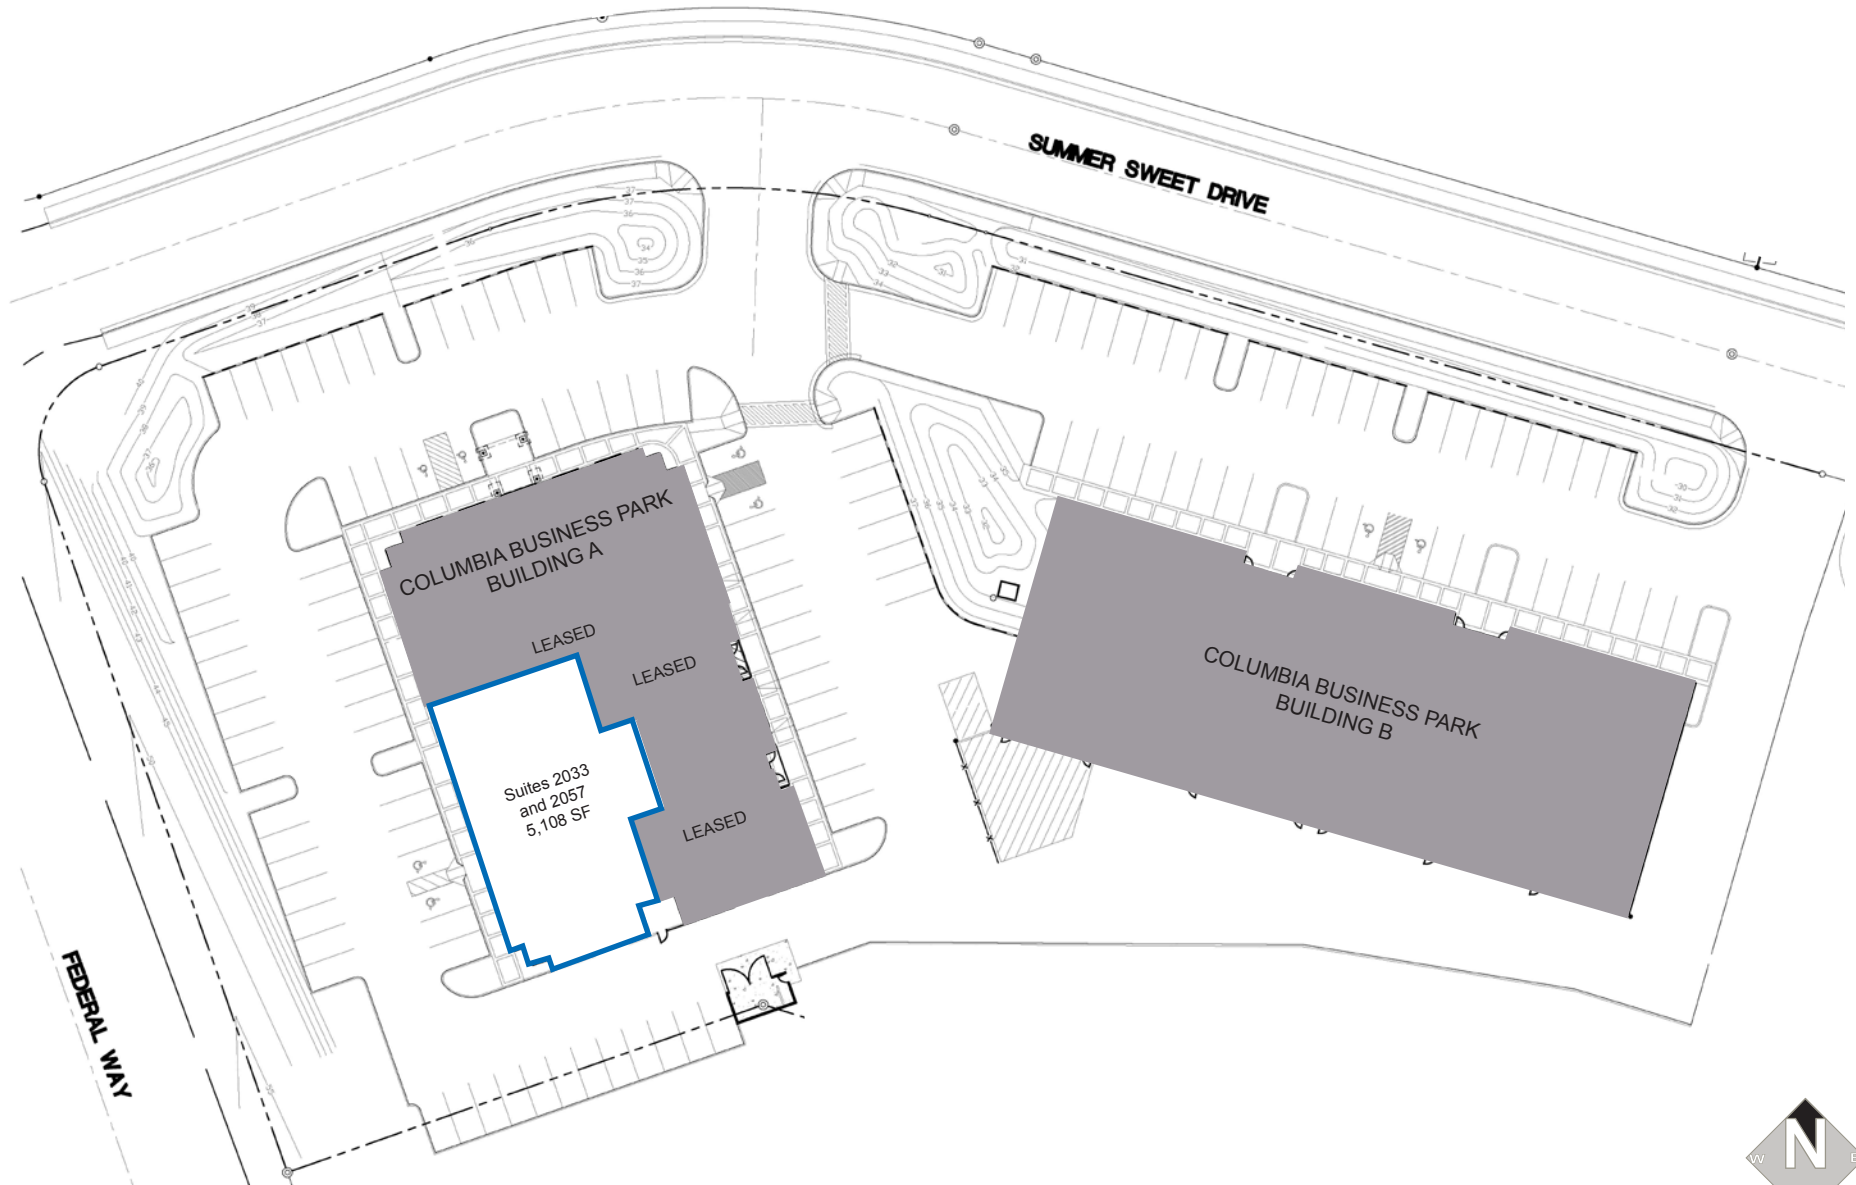 SUMMER SWEET DRIVE
COLUMBIA BUSINESS PARK
BUILDING A
LEASED
LEASED
LEASED
Suites 2033
and 2057
5,108 SF
COLUMBIA BUSINESS PARK
BUILDING B
FEDERAL WAY
N
W
E